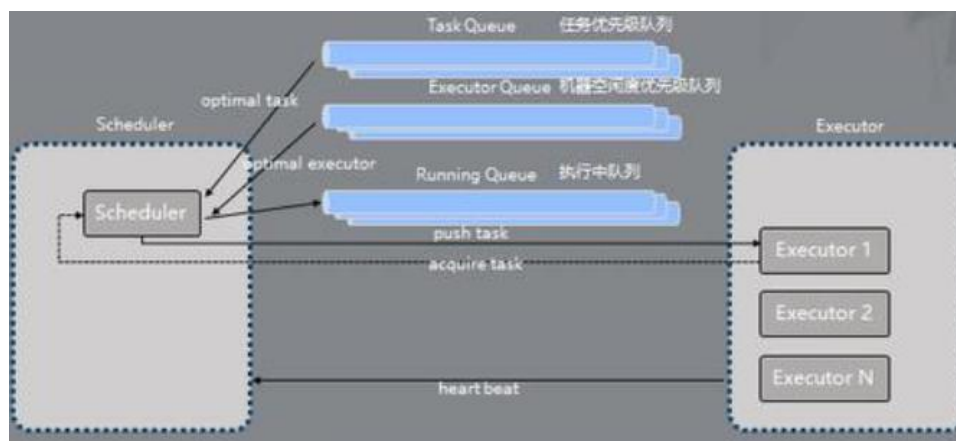 Task Queue 任务优先级队列
optimal task
Executor Queue 机器空闲度优先级队列
Scheduler
Executor
optimal executor
Running Queue 执行中队列
Scheduler
push task
Executor 1
acquire task
Executor 2
Executor N
heart beat